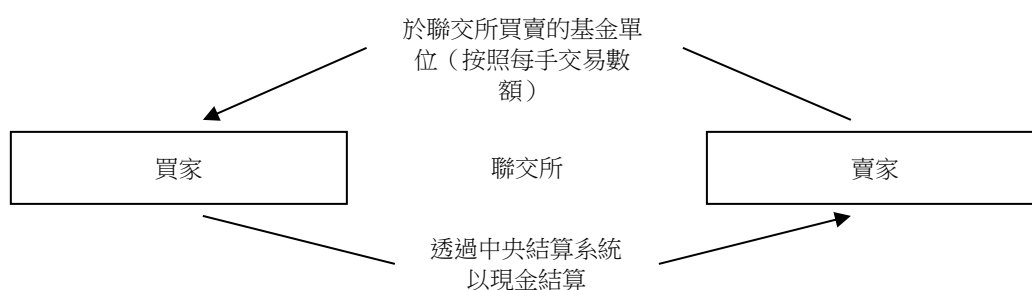 於聯交所買賣的基金單
位（按照每手交易數
額）
買家
聯交所
賣家
透過中央結算系統
以現金結算